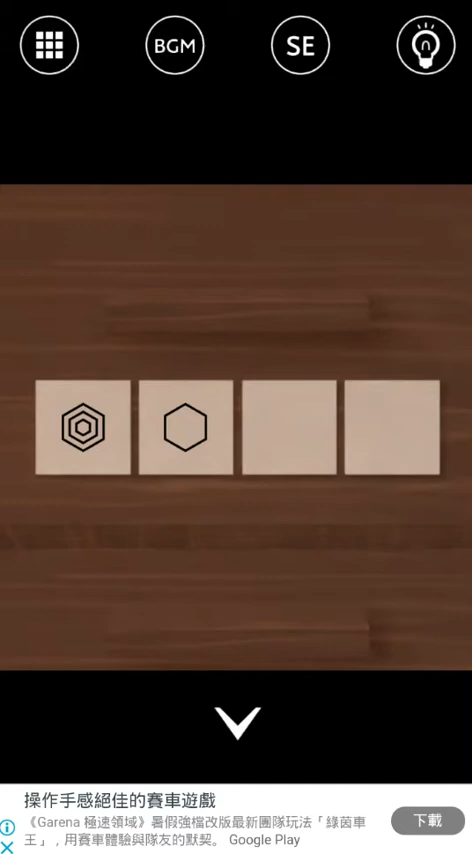 BGM
SE
操作手感絕佳的賽車遊戲
《Garena 極速領域》暑假強檔改版最新團隊玩法「綠茵車
王」，用賽車體驗與隊友的默契。 Google Play
下載